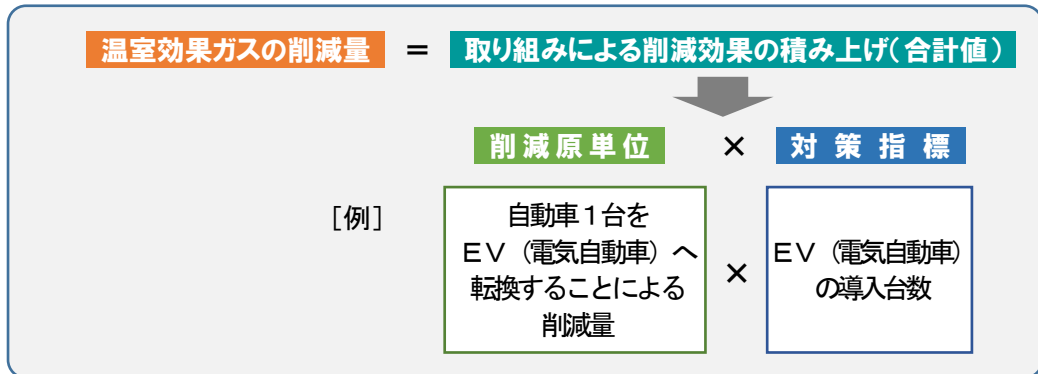 温室効果ガスの削減量 = 取り組みによる削減効果の積み上げ(合計値)
削減原単位 × 対策指標
[例]
自動車１台を
ＥＶ（電気自動車）へ
転換することによる
削減量
×
ＥＶ（電気自動車）
の導入台数